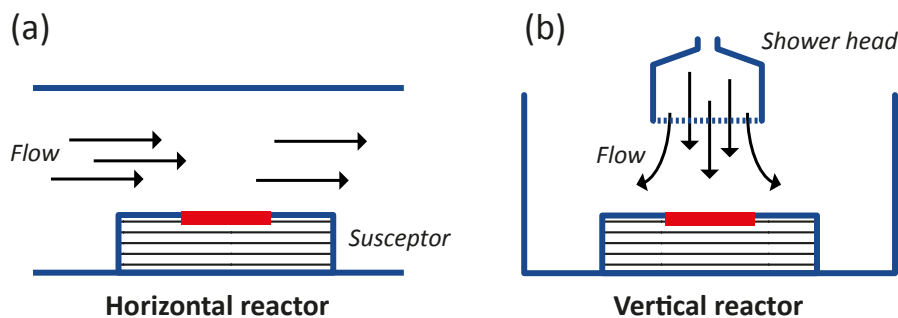 (a)
Flow
Susceptor
Horizontal reactor
(b)
Shower head
Flow
Vertical reactor